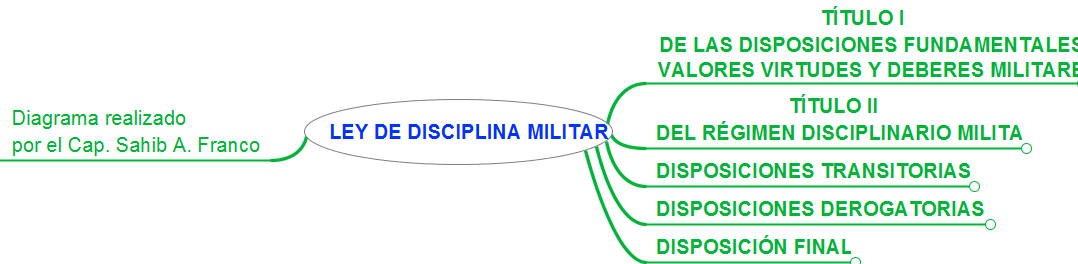 Diagrama realizado
por el Cap. Sahib A. Franco
LEY DE DISCIPLINA MILITAR
TÍTULO I
DE LAS DISPOSICIONES FUNDAMENTALES
VALORES VIRTUDES Y DEBERES MILITARE
TÍTULO II
DEL RÉGIMEN DISCIPLINARIO MILITA
DISPOSICIONES TRANSITORIAS
DISPOSICIONES DEROGATORIAS
DISPOSICIÓN FINAL